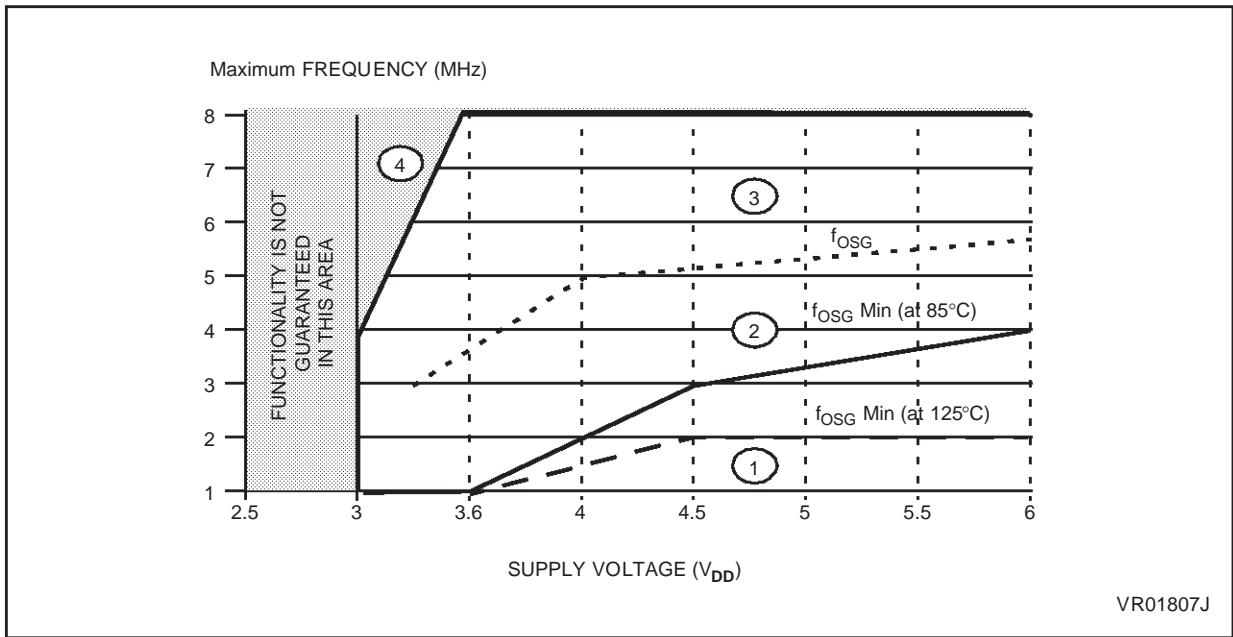 Maximum FREQUENCY (MHz)
8
7
6
5
4
3
2
1
2.5
3
3.6
4
4.5
5
5.5
6
FUNCTIONALITY IS NOT
GUARANTEED
IN THIS AREA
4
3
fOSG
2
fOSG Min (at 85°C)
fOSG Min (at 125°C)
1
SUPPLY VOLTAGE (VDD)
VR01807J